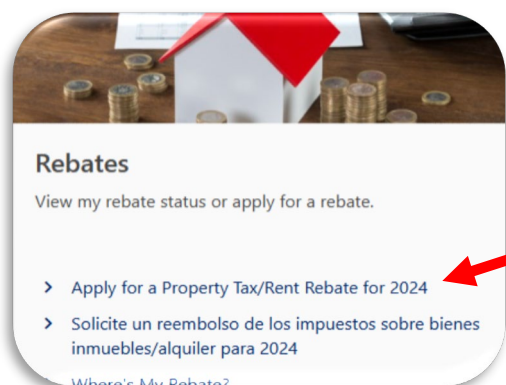 Rebates
View my rebate status or apply for a rebate.
> Apply for a Property Tax/Rent Rebate for 2024
> Solicite un reembolso de los impuestos sobre bienes
inmuebles/alquiler para 2024
Where's My Rebate?